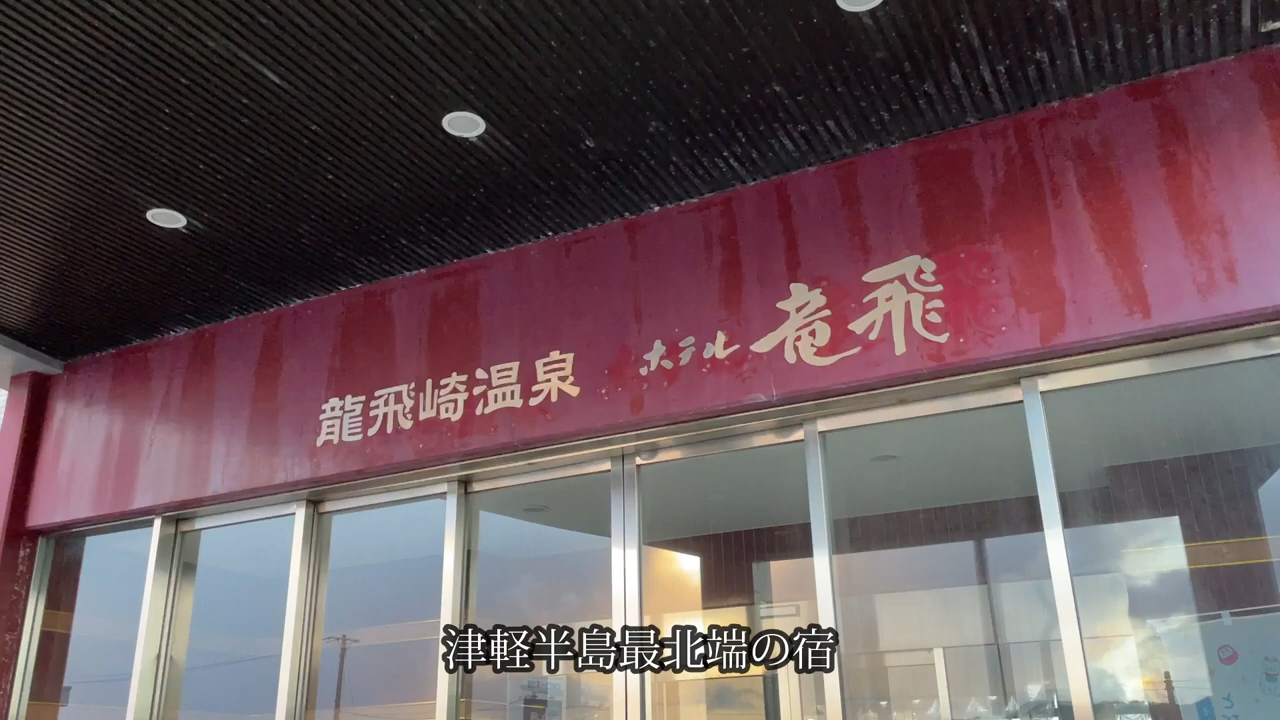 龍飛崎温泉 ホテル 竜飛
津軽半島最北端の宿